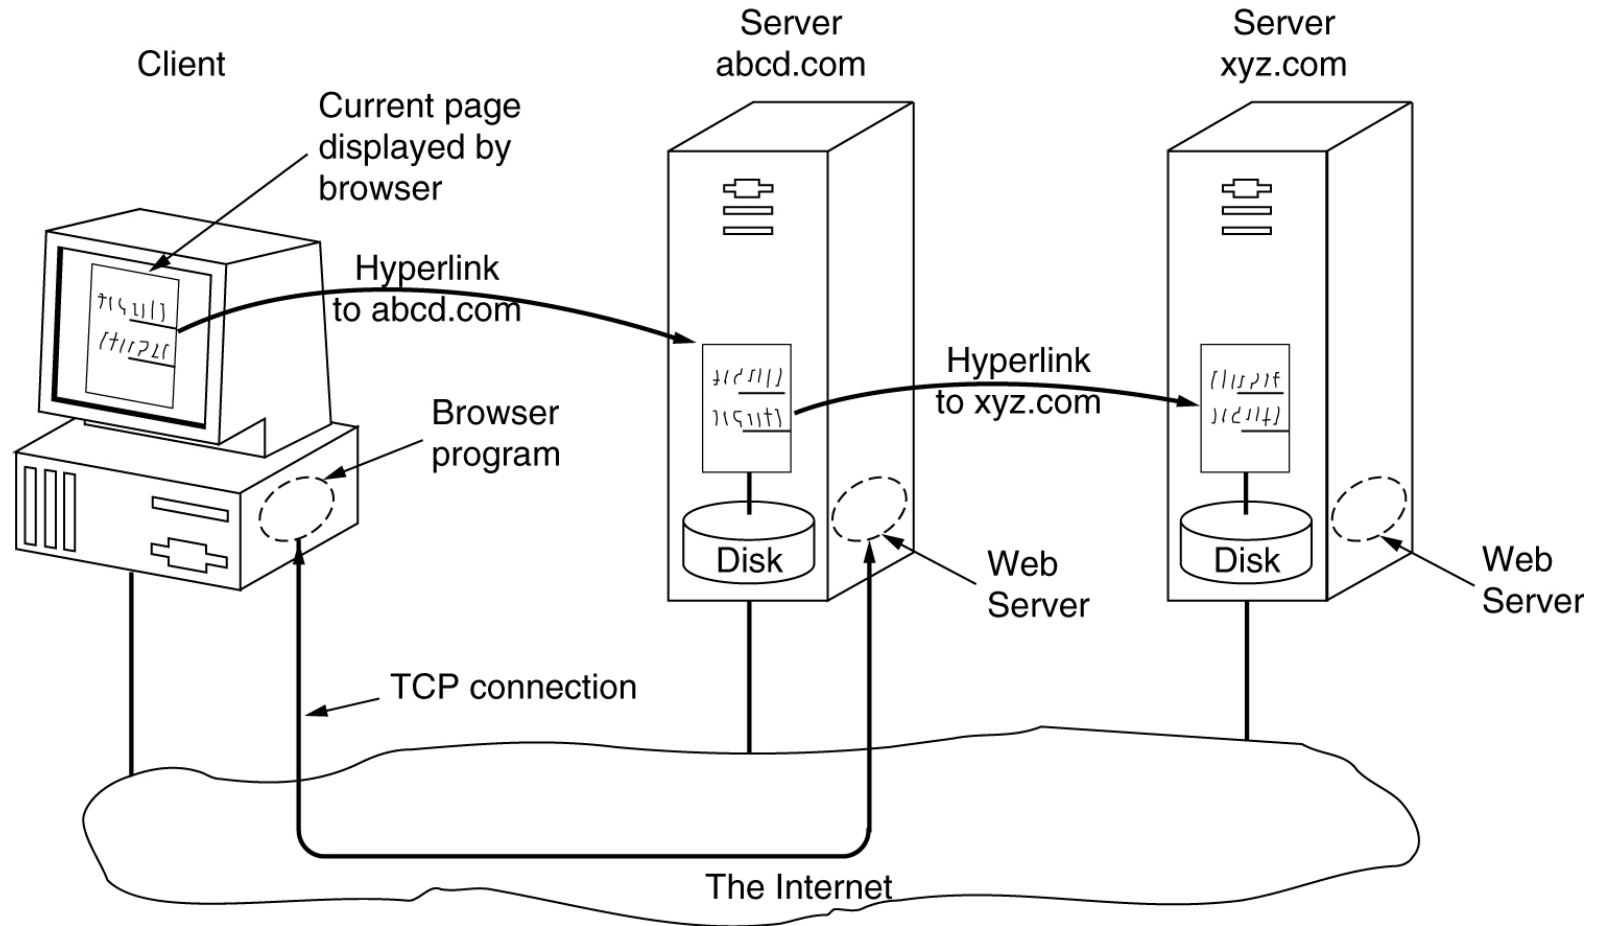 Client
Server
abcd.com
Server
xyz.com
Current page
displayed by
browser
Hyperlink
to abcd.com
Hyperlink
to xyz.com
Browser
program
Disk
Web
Server
Disk
Web
Server
TCP connection
The Internet